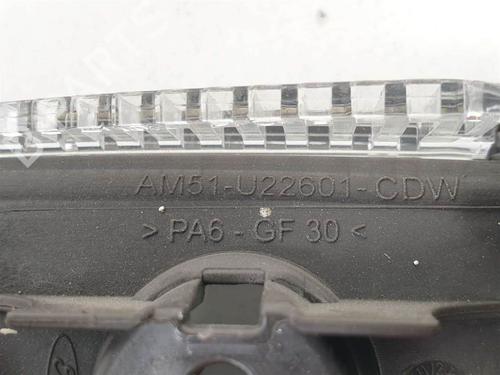 AM51-U22601-CDW
> PA6 - GF 30 <